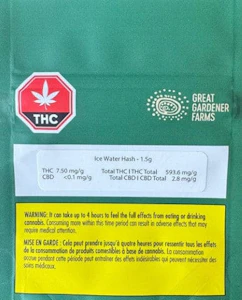 THC
GREAT
GARDENER
FARMS
Ice Water Hash - 1.5g
THC 7.50 mg/g Total THC I THC Total 593.6 mg/g
CBD <0.1 mg/g Total CBD I CBD Total 2.8 mg/g
WARNING: It can take up to 4 hours to feel the full effects from eating or drinking
cannabis. Consuming more within this time period can result in adverse effects that may
require medical attention.
MISE EN GARDE : Cela peut prendre jusqu'à quatre heures pour ressentir tous les effets
de la consommation de produits comestibles à base de cannabis. La consommation
accrue pendant cette période peut entraîner des effets indésirables qui peuvent nécessiter des
soins médicaux.